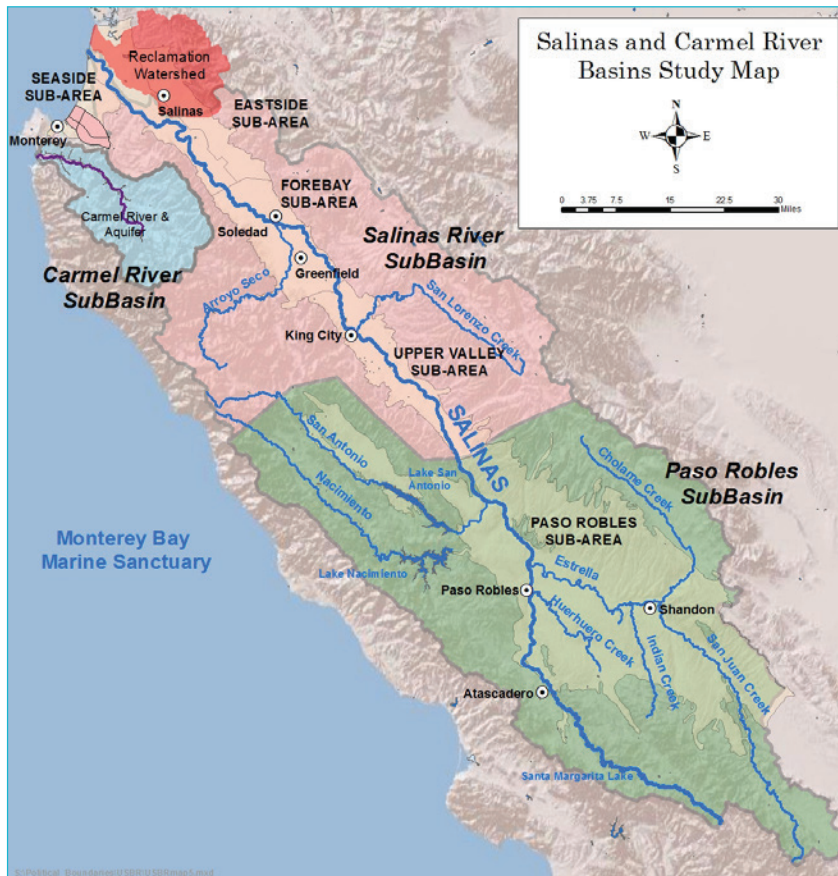 Salinas and Carmel River
Basins Study Map
N
W
E
S
0 3.75 7.5 15 22.5 30
Miles
Reclamation
Watershed
SEASIDE
SUB-AREA
Salinas
EASTSIDE
SUB-AREA
Monterey
FOREBAY
SUB-AREA
Carmel River &
Aquifer
Soledad
Salinas River
SubBasin
Greenfield
Carmel River
SubBasin
Arroyo Seco
San Lorenzo Creek
King City
UPPER VALLEY
SUB-AREA
SALINAS
San Antonio
Cholame Creek
Lake San
Antonio
Paso Robles
SubBasin
Nacimiento
PASO ROBLES
SUB-AREA
Monterey Bay
Marine Sanctuary
Estrella
Lake Nacimiento
Paso Robles
Shandon
Huerhuero Creek
Indian Creek
San Juan Creek
Atascadero
Santa Margarita Lake